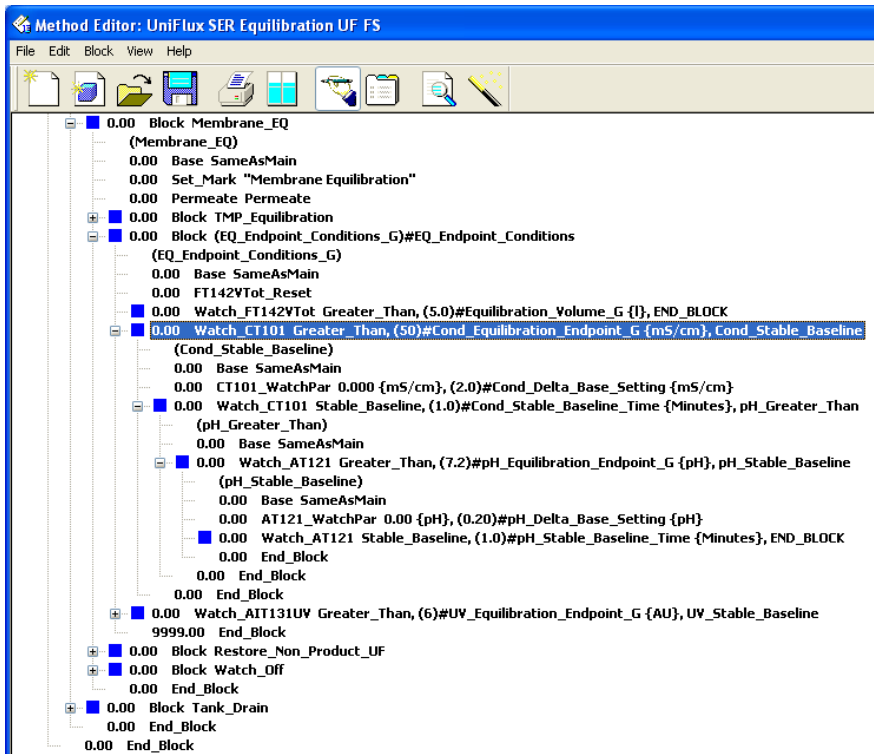 Method Editor: UniFlux SER Equilibration UF FS
File Edit Block View Help
0.00 Block Membrane_EQ
(Membrane_EQ)
0.00 Base SameAsMain
0.00 Set_Mark "Membrane Equilibration"
0.00 Permeate Permeate
0.00 Block TMP_Equilibration
0.00 Block (EQ_Endpoint_Conditions_G)#EQ_Endpoint_Conditions
(EQ_Endpoint_Conditions_G)
0.00 Base SameAsMain
0.00 FT142VTot_Reset
0.00 Watch_FT142VTot Greater_Than, (5.0)#Equilibration_Volume_G {l}, END_BLOCK
0.00 Watch_CT101 Greater_Than, (50)#Cond_Equilibration_Endpoint_G {mS/cm}, Cond_Stable_Baseline
(Cond_Stable_Baseline)
0.00 Base SameAsMain
0.00 CT101_WatchPar 0.000 {mS/cm}, (2.0)#Cond_Delta_Base_Setting {mS/cm}
0.00 Watch_CT101 Stable_Baseline, (1.0)#Cond_Stable_Baseline_Time {Minutes}, pH_Greater_Than
(pH_Greater_Than)
0.00 Base SameAsMain
0.00 Watch_AT121 Greater_Than, (7.2)#pH_Equilibration_Endpoint_G {pH}, pH_Stable_Baseline
(pH_Stable_Baseline)
0.00 Base SameAsMain
0.00 AT121_WatchPar 0.00 {pH}, (0.20)#pH_Delta_Base_Setting {pH}
0.00 Watch_AT121 Stable_Baseline, (1.0)#pH_Stable_Baseline_Time {Minutes}, END_BLOCK
0.00 End_Block
0.00 End_Block
0.00 End_Block
0.00 Watch_AIT131UV Greater_Than, (6)#UV_Equilibration_Endpoint_G {AU}, UV_Stable_Baseline
9999.00 End_Block
0.00 Block Restore_Non_Product_UF
0.00 Block Watch_Off
0.00 End_Block
0.00 Block Tank_Drain
0.00 End_Block
0.00 End_Block